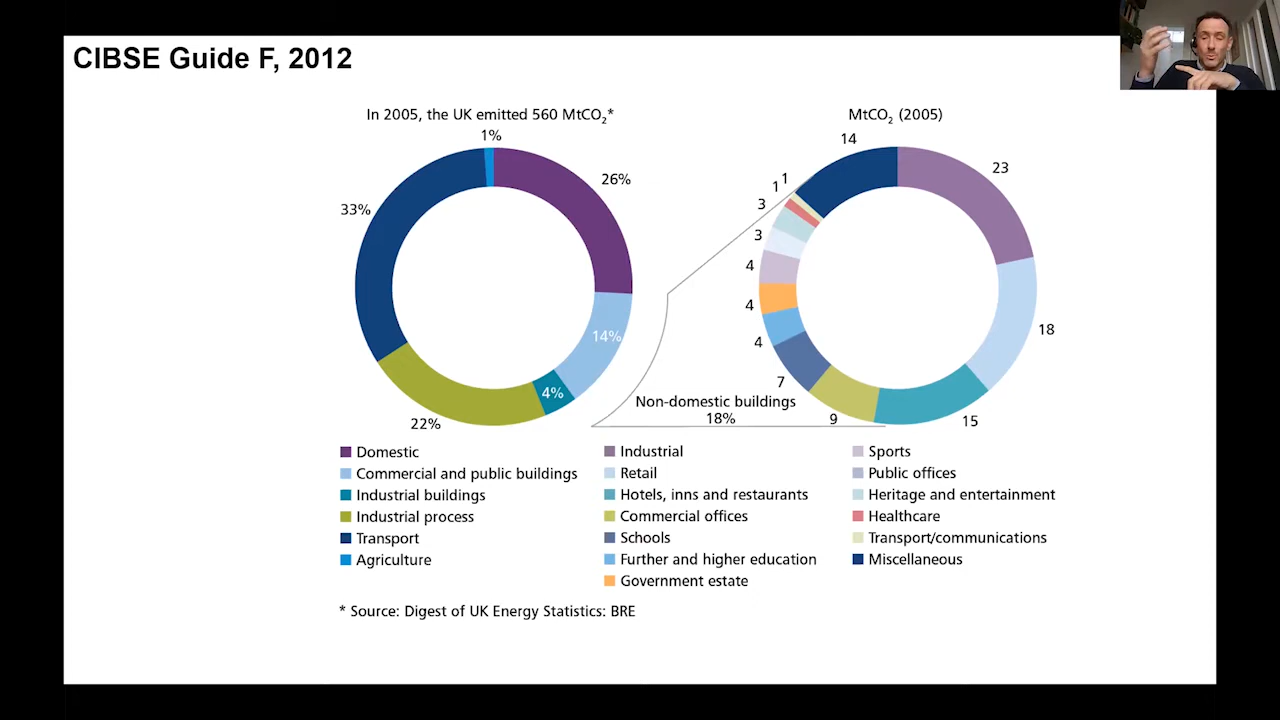 CIBSE Guide F, 2012
In 2005, the UK emitted 560 MtCO2*
1%
26%
33%
14%
4%
22%
Non-domestic buildings
18%
MtCO2 (2005)
14
23
1
1
3
3
4
4
4
7
9
15
18
Domestic
Commercial and public buildings
Industrial buildings
Industrial process
Transport
Agriculture
Industrial
Retail
Hotels, inns and restaurants
Commercial offices
Schools
Further and higher education
Government estate
Sports
Public offices
Heritage and entertainment
Healthcare
Transport/communications
Miscellaneous
* Source: Digest of UK Energy Statistics: BRE